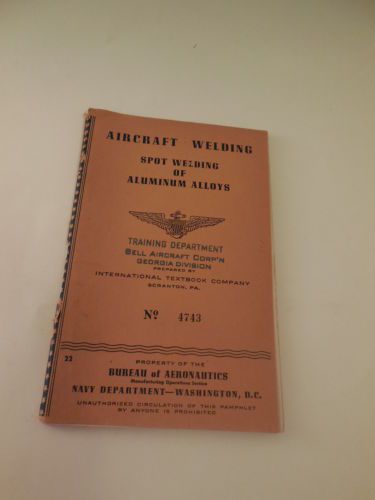 AIRCRAFT WELDING
SPOT WELDING
OF
ALUMINUM ALLOYS
TRAINING DEPARTMENT
BELL AIRCRAFT CORP'N
GEORGIA DIVISION
PREPARED BY
INTERNATIONAL TEXTBOOK COMPANY
SCRANTON, PA.
No 4743
22
PROPERTY OF THE
BUREAU OF AERONAUTICS
Manufacturing Operations Section
NAVY DEPARTMENT—WASHINGTON, D.C.
UNAUTHORIZED CIRCULATION OF THIS PAMPHLET
BY ANYONE IS PROHIBITED